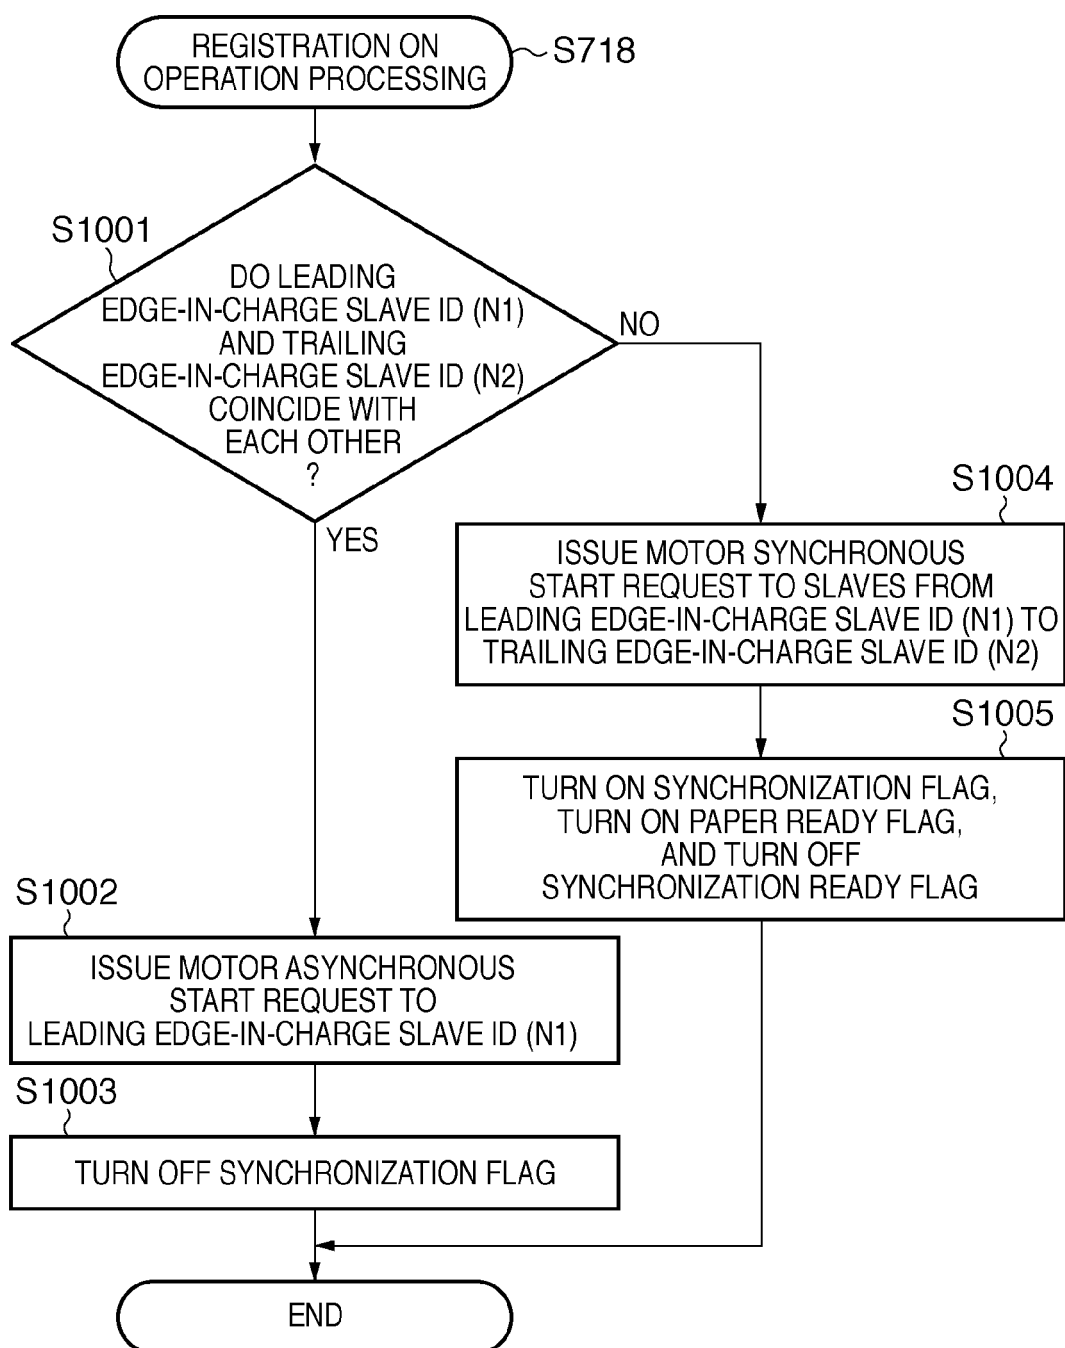 REGISTRATION ON
OPERATION PROCESSING
S718
S1001
DO LEADING
EDGE-IN-CHARGE SLAVE ID (N1)
AND TRAILING
EDGE-IN-CHARGE SLAVE ID (N2)
COINCIDE WITH
EACH OTHER
?
NO
YES
S1004
ISSUE MOTOR SYNCHRONOUS
START REQUEST TO SLAVES FROM
LEADING EDGE-IN-CHARGE SLAVE ID (N1) TO
TRAILING EDGE-IN-CHARGE SLAVE ID (N2)
S1005
TURN ON SYNCHRONIZATION FLAG,
TURN ON PAPER READY FLAG,
AND TURN OFF
SYNCHRONIZATION READY FLAG
S1002
ISSUE MOTOR ASYNCHRONOUS
START REQUEST TO
LEADING EDGE-IN-CHARGE SLAVE ID (N1)
S1003
TURN OFF SYNCHRONIZATION FLAG
END